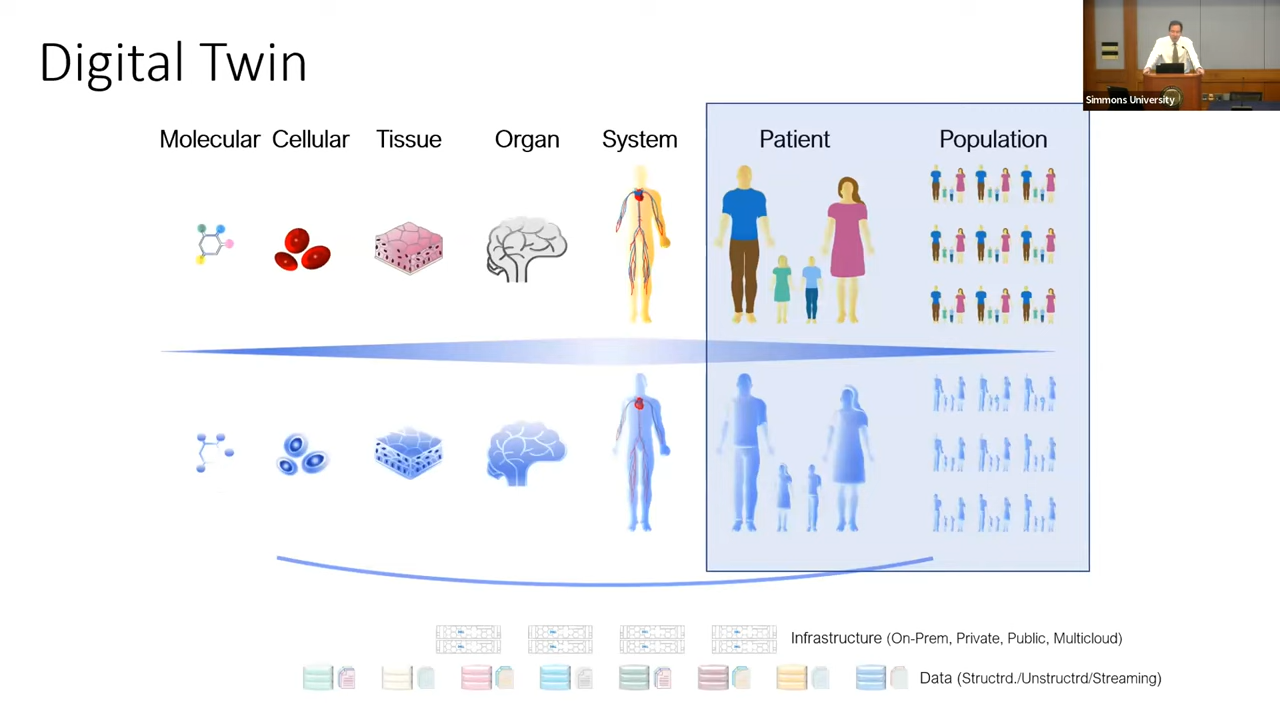 Digital Twin
Simmons University
Molecular Cellular Tissue Organ System Patient Population
Infrastructure (On-Prem, Private, Public, Multicloud)
Data (Structrd./Unstructrd/Streaming)